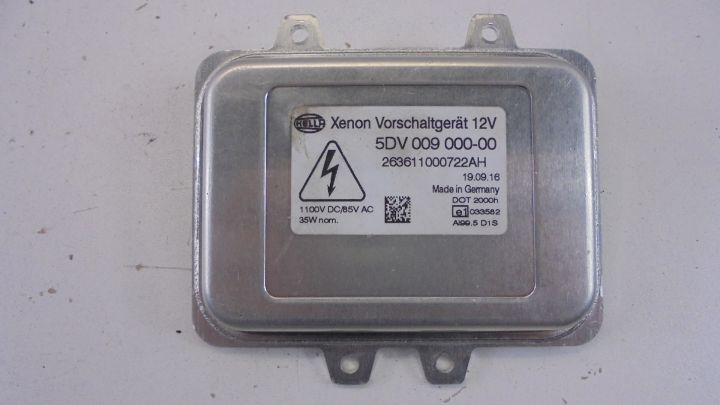 HELLA Xenon Vorschaltgerät 12V
5DV 009 000-00
263611000722AH
19.09.16
Made in Germany
DOT 2000h
e1 033582
AI99.5 D1S
1100V DC/85V AC
35W nom.